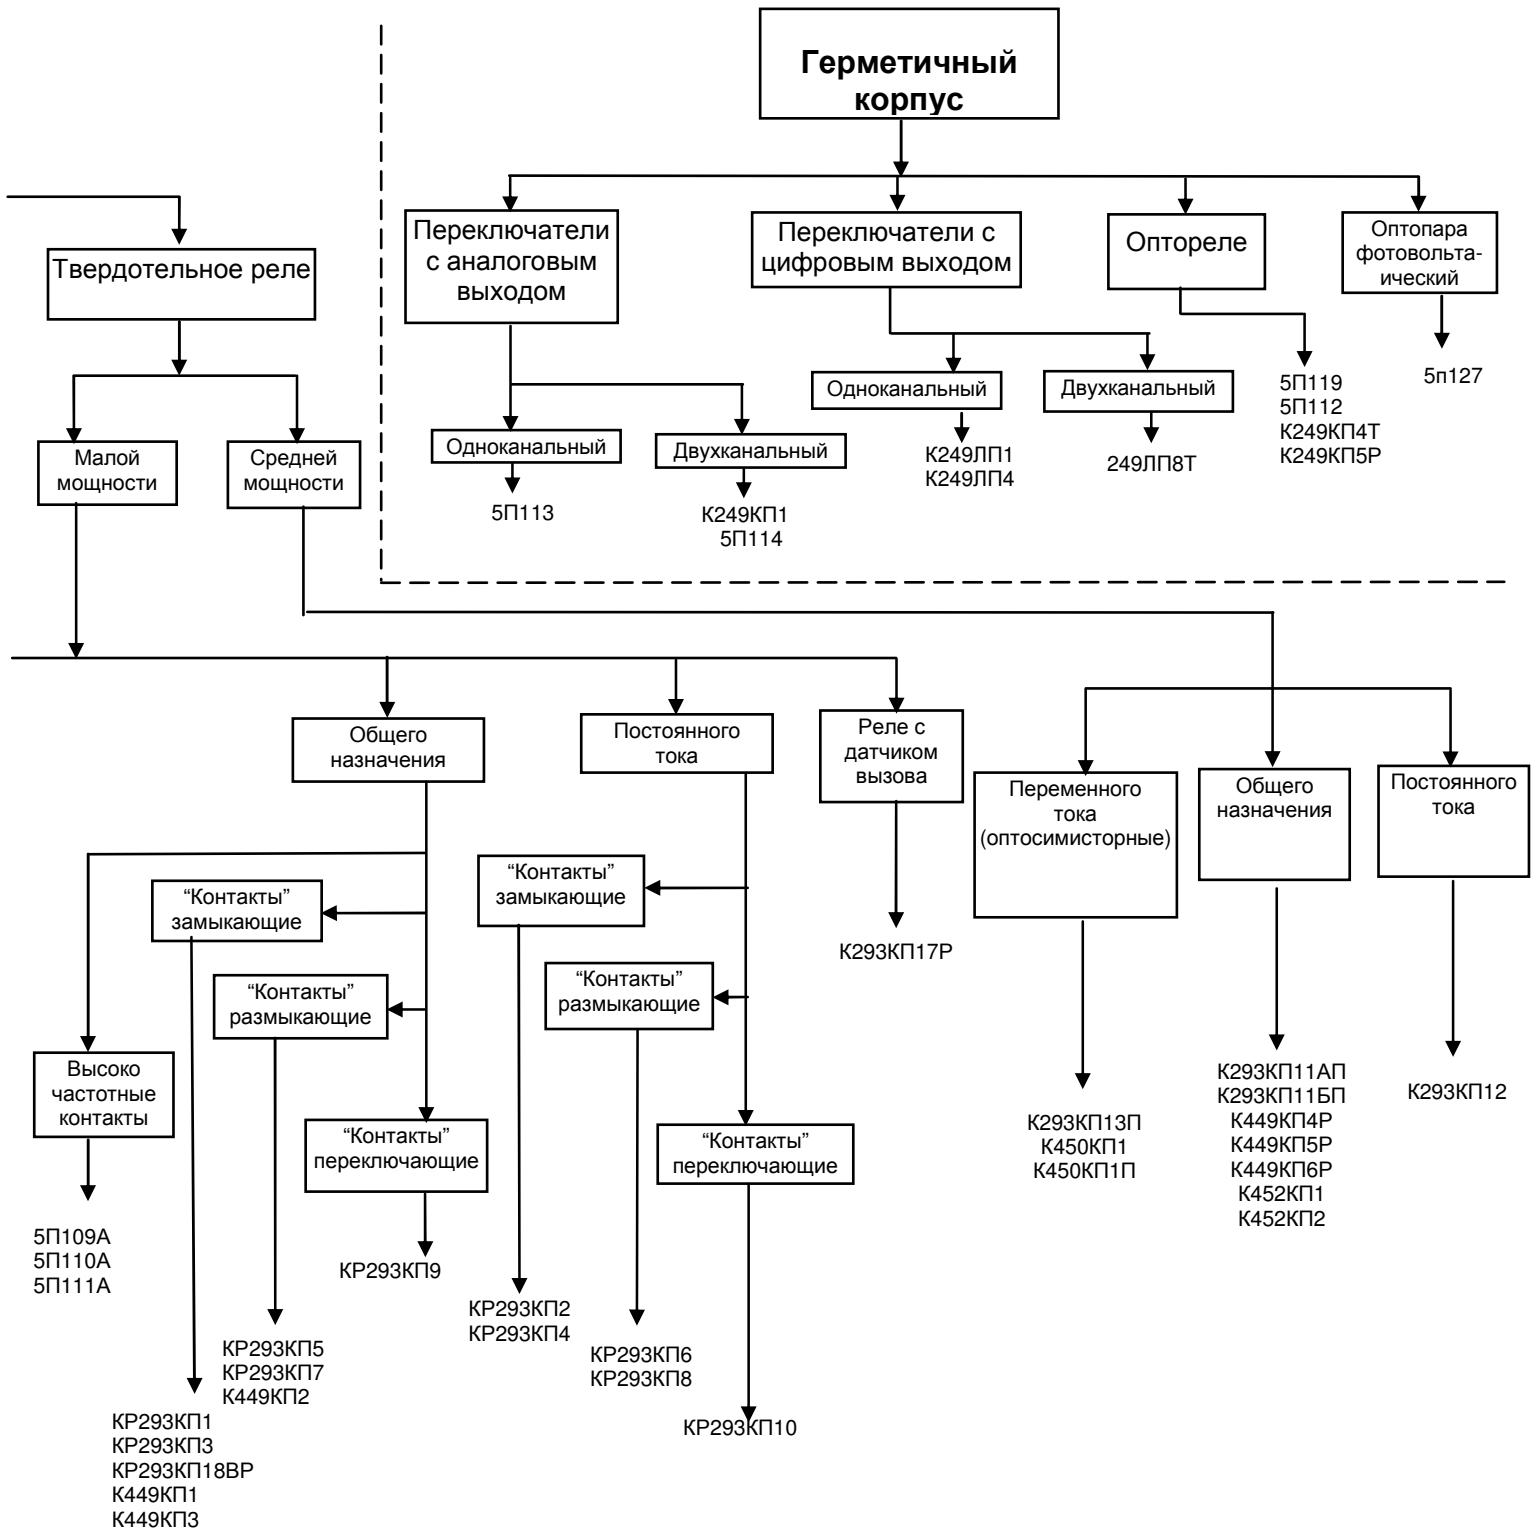 Герметичный
корпус
Твердотельное реле
Переключатели
с аналоговым
выходом
Переключатели с
цифровым выходом
Оптореле
Оптопара
фотовольта-
ический
Малой
мощности
Средней
мощности
Одноканальный
5П113
Двухканальный
К249КП1
5П114
Одноканальный
К249ЛП1
К249ЛП4
Двухканальный
249ЛП8Т
5П119
5П112
К249КП4Т
К249КП5Р
5п127
Общего
назначения
Постоянного
тока
Реле с
датчиком
вызова
Переменного
тока
(оптосимисторные)
Общего
назначения
Постоянного
тока
“Контакты”
замыкающие
“Контакты”
размыкающие
Высоко
частотные
контакты
“Контакты”
переключающие
“Контакты”
замыкающие
“Контакты”
размыкающие
“Контакты”
переключающие
К293КП17Р
К293КП13П
К450КП1
К450КП1П
К293КП11АП
К293КП11БП
К449КП4Р
К449КП5Р
К449КП6Р
К452КП1
К452КП2
К293КП12
5П109А
5П110А
5П111А
КР293КП9
КР293КП2
КР293КП4
КР293КП5
КР293КП7
К449КП2
КР293КП6
КР293КП8
КР293КП10
КР293КП1
КР293КП3
КР293КП18ВР
К449КП1
К449КП3